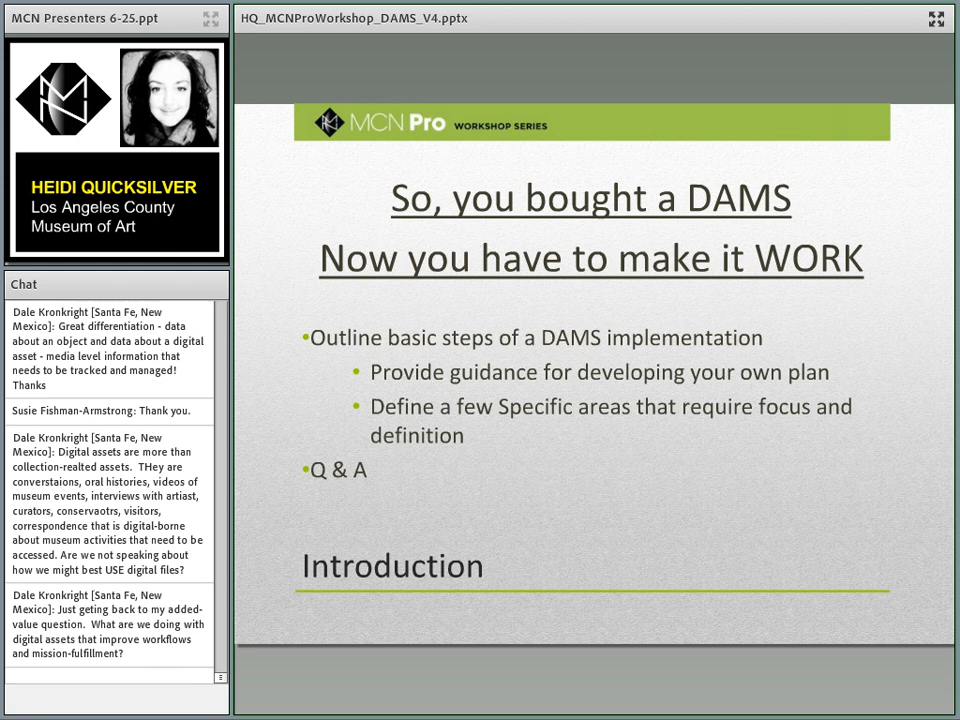 MCN Presenters 6-25.ppt
HEIDI QUICKSILVER
Los Angeles County
Museum of Art
Chat
Dale Kronkright [Santa Fe, New
Mexico]: Great differentiation - data
about an object and data about a digital
asset - media level information that
needs to be tracked and managed!
Thanks
Susie Fishman-Armstrong: Thank you.
Dale Kronkright [Santa Fe, New
Mexico]: Digital assets are more than
collection-realted assets. THey are
converstaions, oral histories, videos of
museum events, interviews with artiast,
curators, conservaotrs, visitors,
correspondence that is digital-borne
about museum activities that need to be
accessed. Are we not speaking about
how we might best USE digital files?
Dale Kronkright [Santa Fe, New
Mexico]: Just geting back to my added-
value question. What are we doing with
digital assets that improve workflows
and mission-fulfillment?
HQ_MCNProWorkshop_DAMS_V4.pptx
MCN Pro WORKSHOP SERIES
So, you bought a DAMS
Now you have to make it WORK
•Outline basic steps of a DAMS implementation
• Provide guidance for developing your own plan
• Define a few Specific areas that require focus and
definition
•Q & A
Introduction